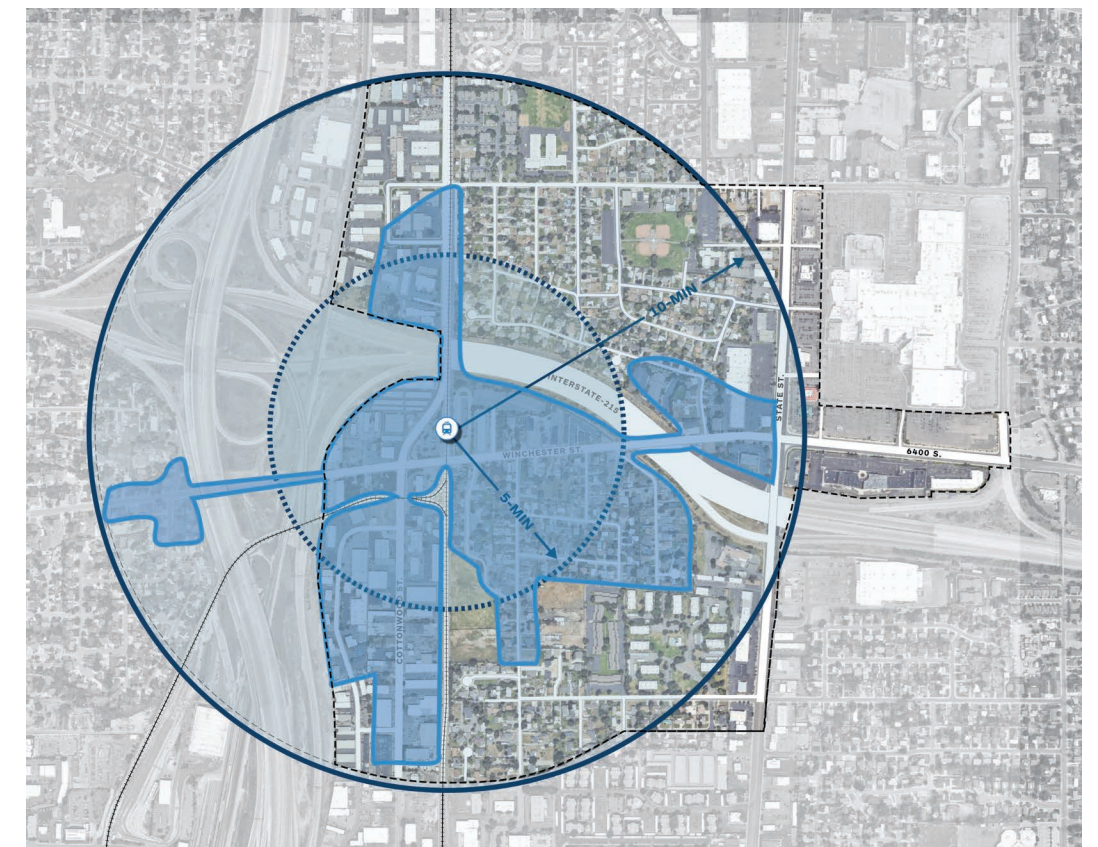 10-MIN
INTERSTATE-215
STATE ST.
WINCHESTER ST.
6400 S.
5-MIN
COTTONWOOD ST.